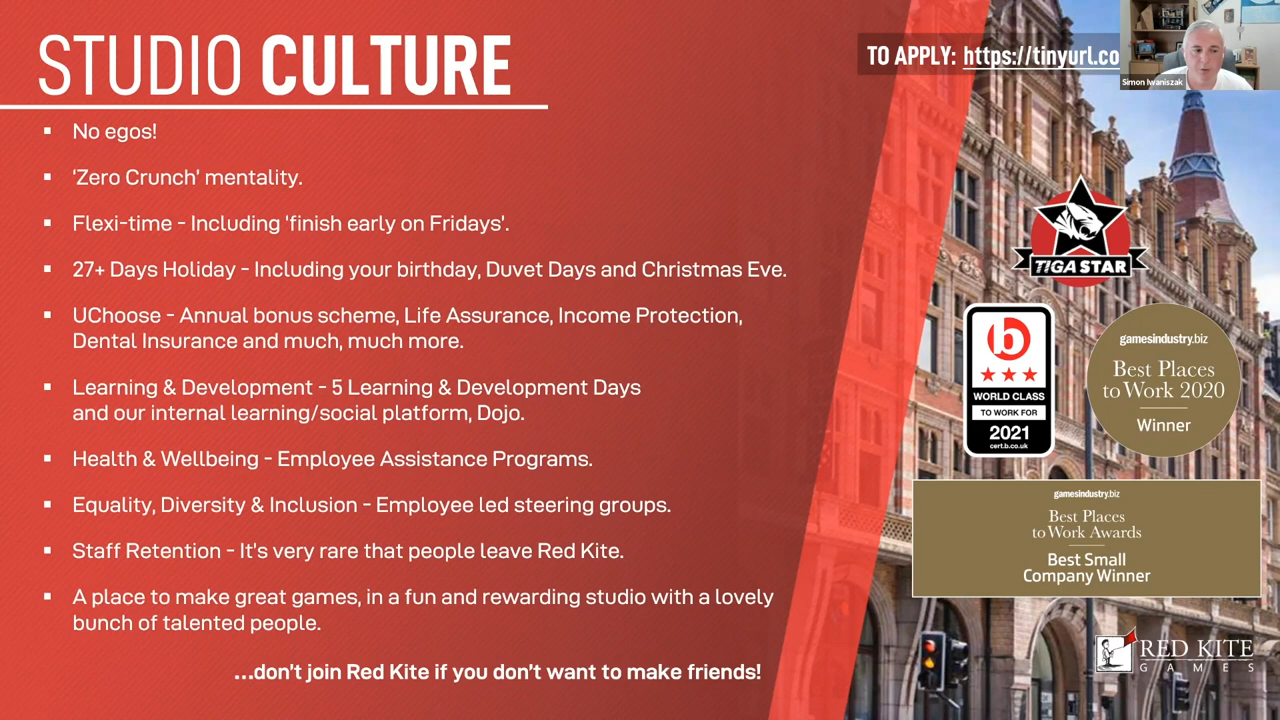 STUDIO CULTURE
TO APPLY: https://tinyurl.co
Simon Iwaniszak
▪ No egos!
▪ ‘Zero Crunch’ mentality.
▪ Flexi-time - Including ‘finish early on Fridays’.
▪ 27+ Days Holiday - Including your birthday, Duvet Days and Christmas Eve.
▪ UChoose - Annual bonus scheme, Life Assurance, Income Protection,
Dental Insurance and much, much more.
▪ Learning & Development - 5 Learning & Development Days
and our internal learning/social platform, Dojo.
▪ Health & Wellbeing - Employee Assistance Programs.
▪ Equality, Diversity & Inclusion - Employee led steering groups.
▪ Staff Retention - It’s very rare that people leave Red Kite.
▪ A place to make great games, in a fun and rewarding studio with a lovely
bunch of talented people.
...don’t join Red Kite if you don’t want to make friends!
TIGA STAR
b
WORLD CLASS
TO WORK FOR
2021
cert.b.co.uk
gamesindustry.biz
Best Places
to Work 2020
Winner
gamesindustry.biz
Best Places
to Work Awards
Best Small
Company Winner
RED KITE
GAMES